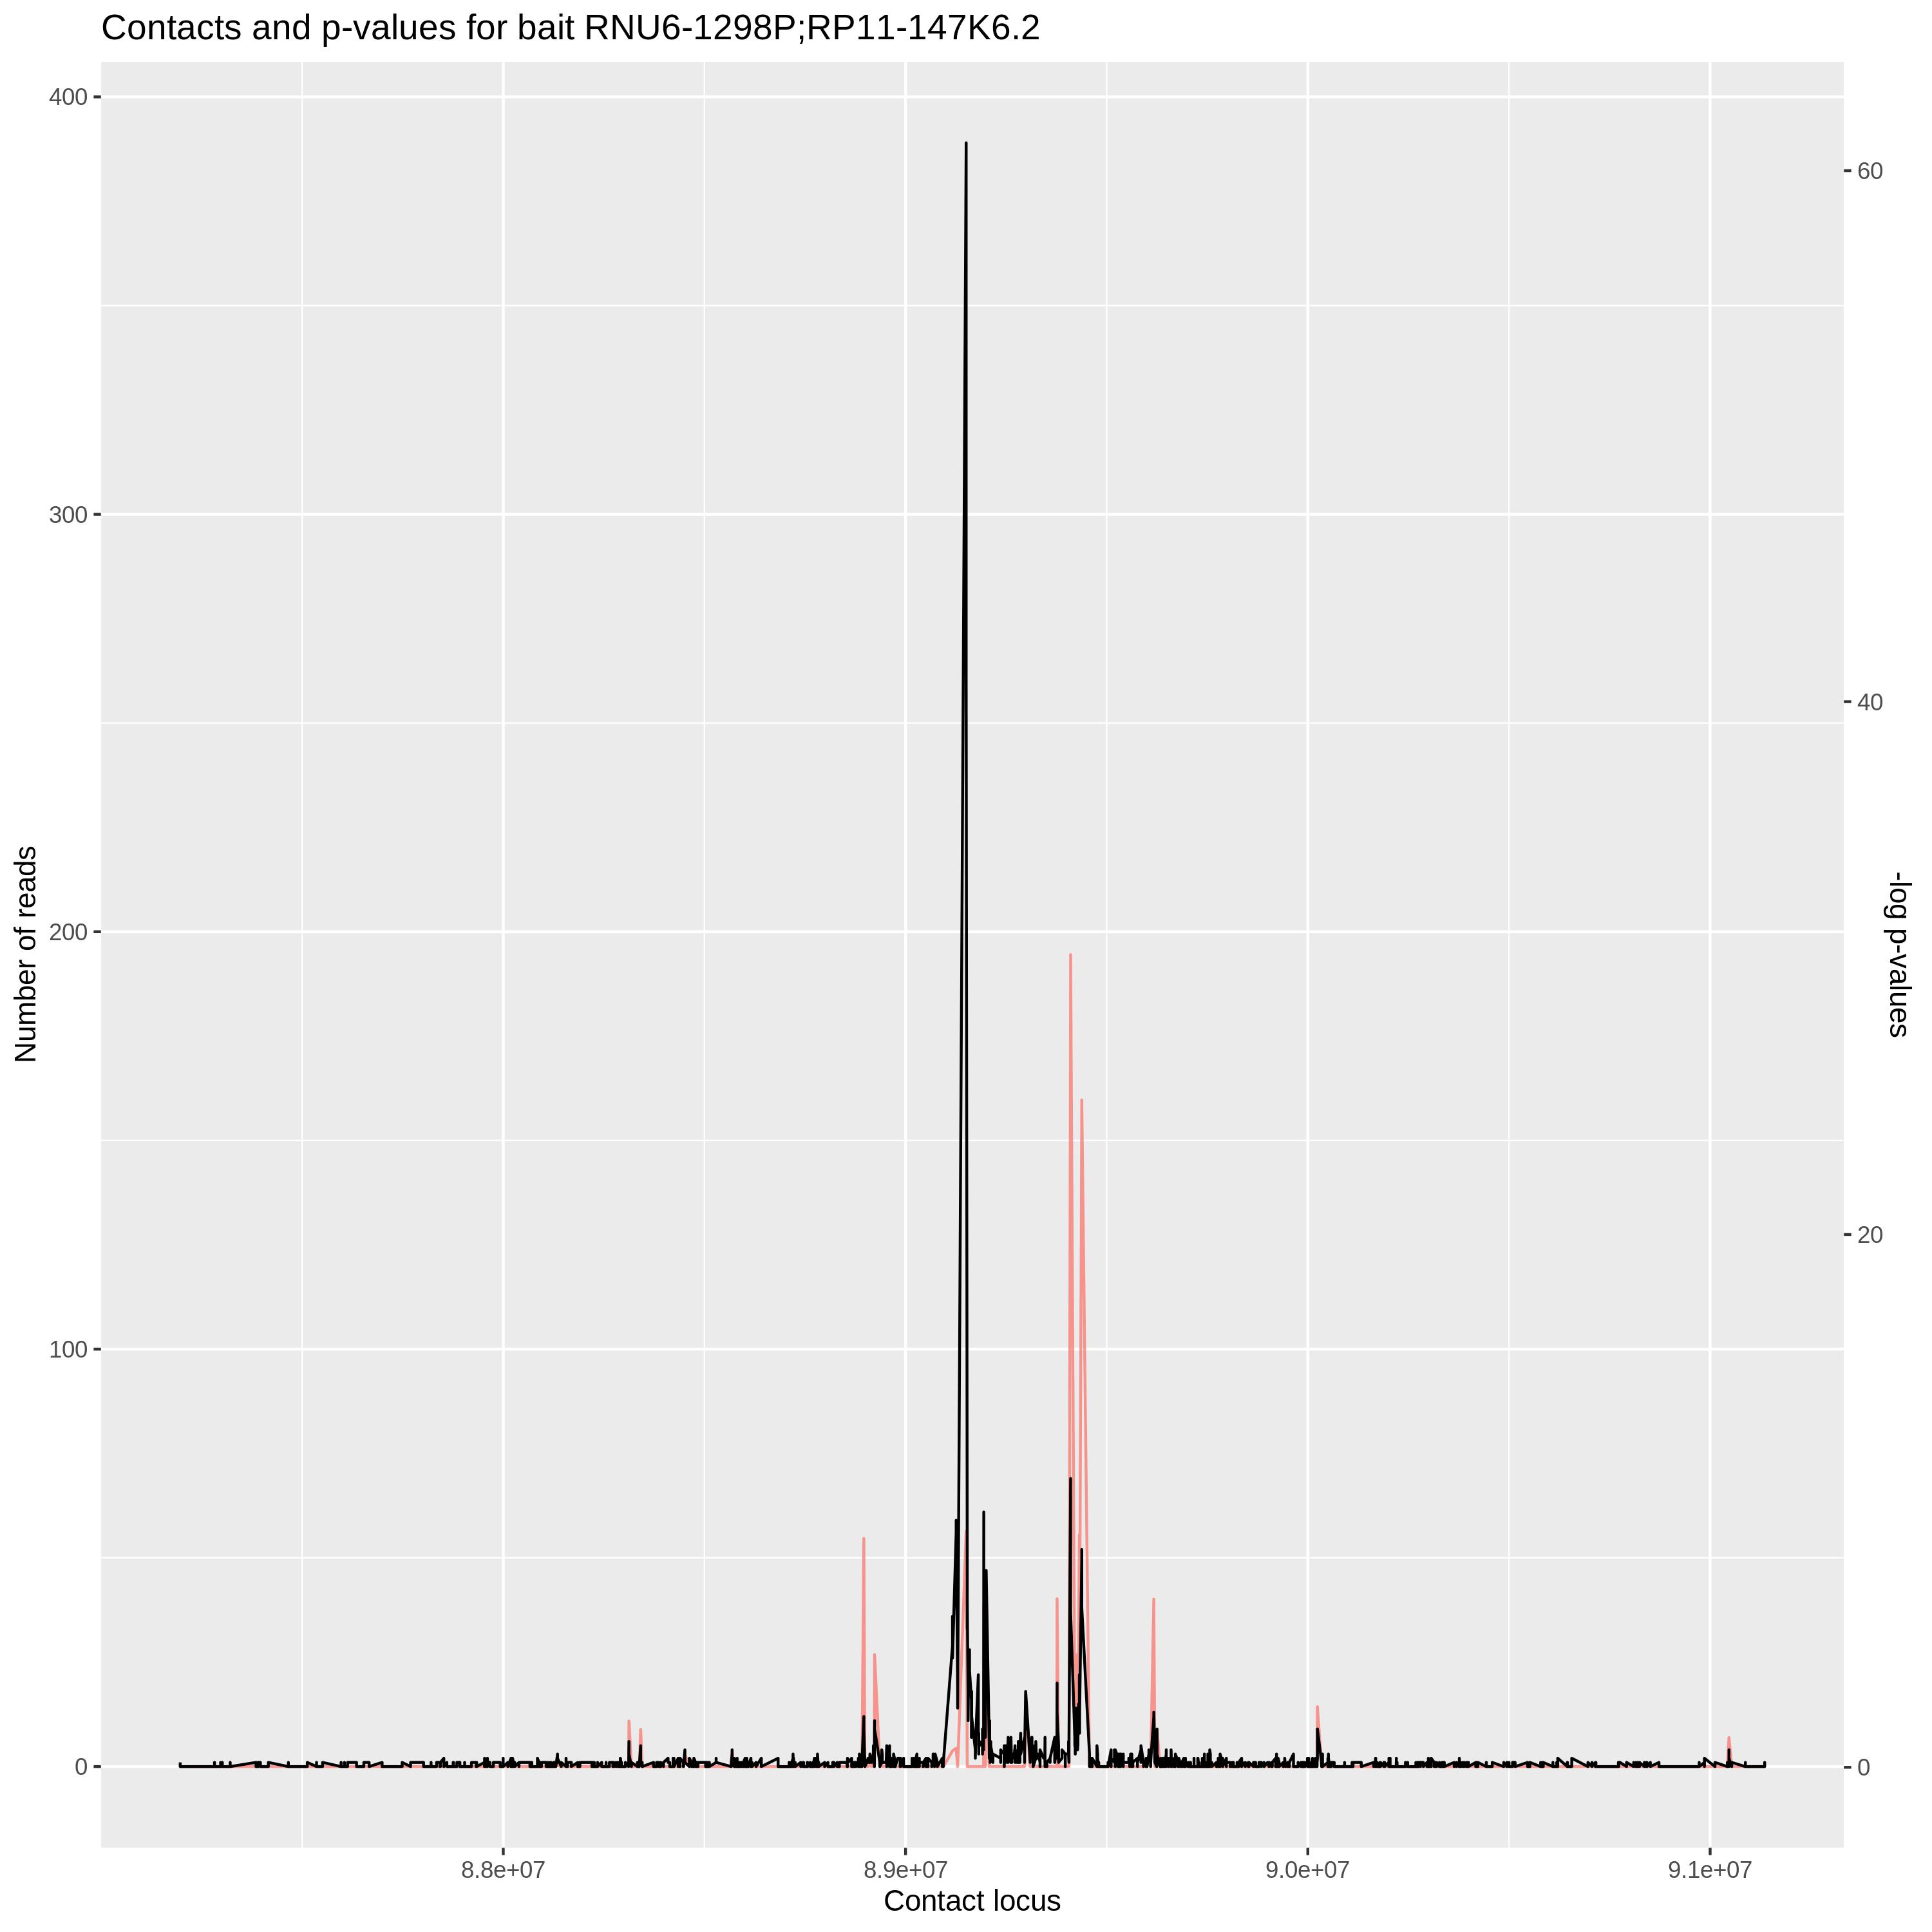 Contacts and p-values for bait RNU6-1298P;RP11-147K6.2
400
300
200
100
0
60
40
20
0
Number of reads
-log p-values
8.8e+07
8.9e+07
9.0e+07
9.1e+07
Contact locus